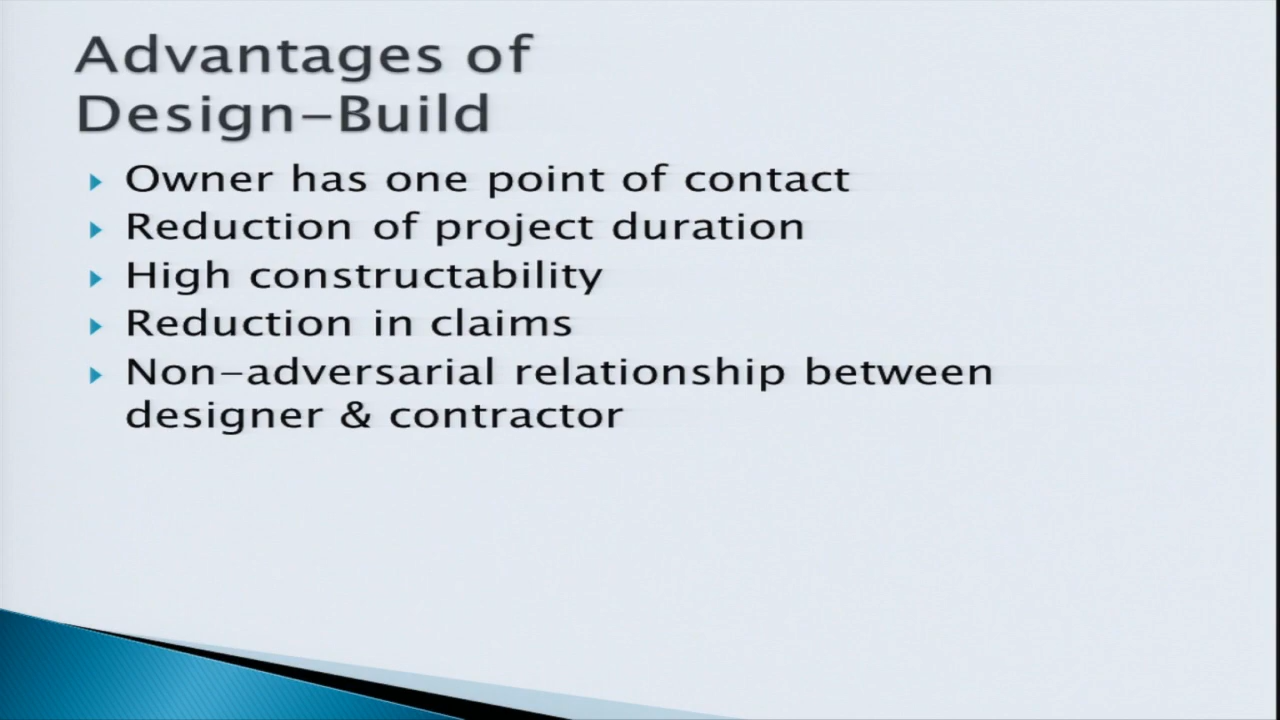 Advantages of
Design-Build
Owner has one point of contact
Reduction of project duration
High constructability
Reduction in claims
Non-adversarial relationship between
designer & contractor